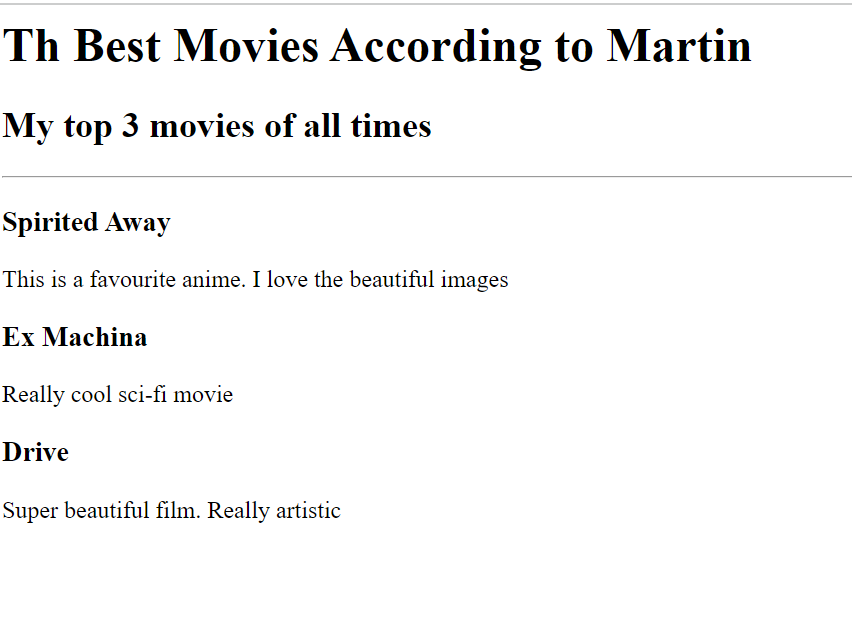 Th Best Movies According to Martin
My top 3 movies of all times
Spirited Away
This is a favourite anime. I love the beautiful images
Ex Machina
Really cool sci-fi movie
Drive
Super beautiful film. Really artistic